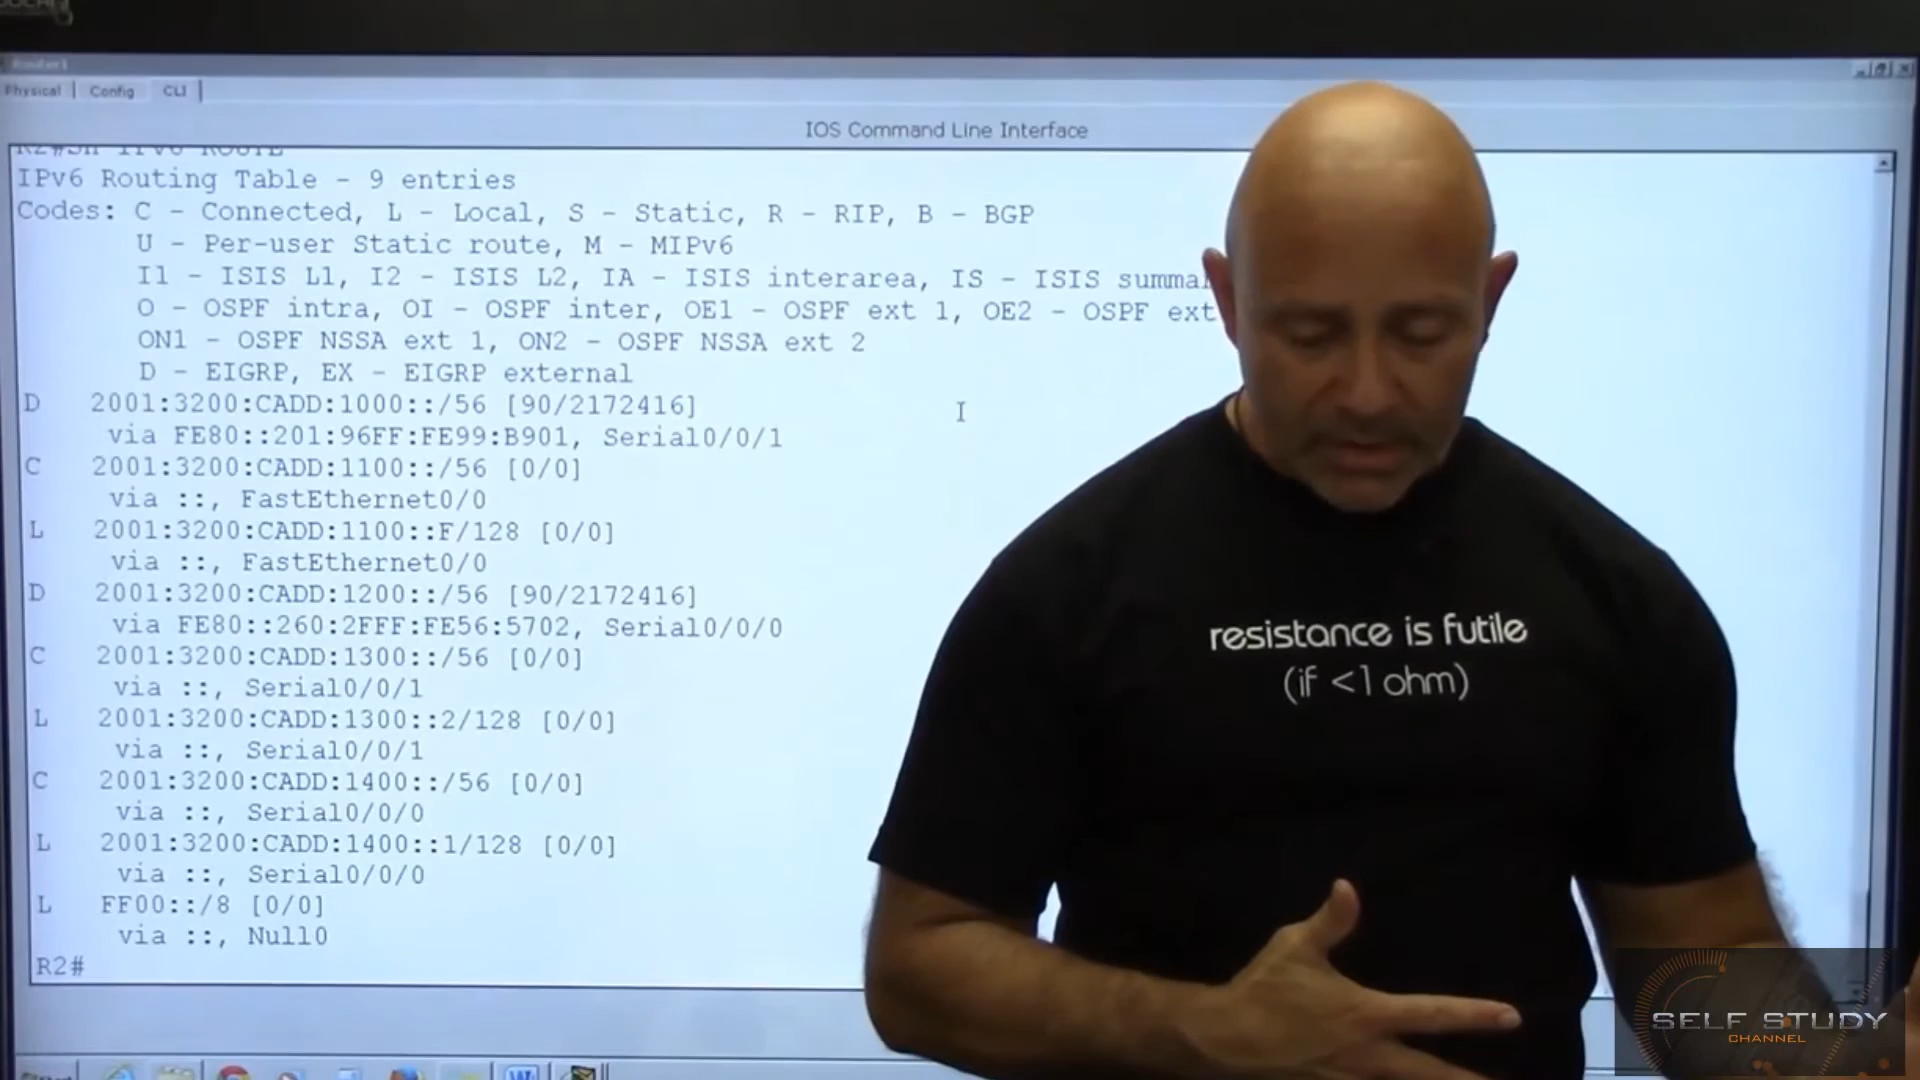 Router1
Physical Config CLI
IOS Command Line Interface
R2#SH IPV6 ROUTE
IPv6 Routing Table - 9 entries
Codes: C - Connected, L - Local, S - Static, R - RIP, B - BGP
U - Per-user Static route, M - MIPv6
I1 - ISIS L1, I2 - ISIS L2, IA - ISIS interarea, IS - ISIS summa
O - OSPF intra, OI - OSPF inter, OE1 - OSPF ext 1, OE2 - OSPF ext
ON1 - OSPF NSSA ext 1, ON2 - OSPF NSSA ext 2
D - EIGRP, EX - EIGRP external
D 2001:3200:CADD:1000::/56 [90/2172416]
via FE80::201:96FF:FE99:B901, Serial0/0/1
C 2001:3200:CADD:1100::/56 [0/0]
via ::, FastEthernet0/0
L 2001:3200:CADD:1100::F/128 [0/0]
via ::, FastEthernet0/0
D 2001:3200:CADD:1200::/56 [90/2172416]
via FE80::260:2FFF:FE56:5702, Serial0/0/0
C 2001:3200:CADD:1300::/56 [0/0]
via ::, Serial0/0/1
L 2001:3200:CADD:1300::2/128 [0/0]
via ::, Serial0/0/1
C 2001:3200:CADD:1400::/56 [0/0]
via ::, Serial0/0/0
L 2001:3200:CADD:1400::1/128 [0/0]
via ::, Serial0/0/0
L FF00::/8 [0/0]
via ::, Null0
R2#
resistance is futile
(if <1 ohm)
SELF STUDY
CHANNEL